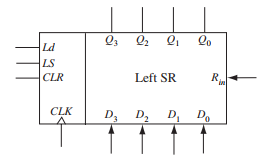 Q3 Q2 Q1 Q0
Ld
LS
CLR
Left SR
Rin
CLK
D3 D2 D1 D0